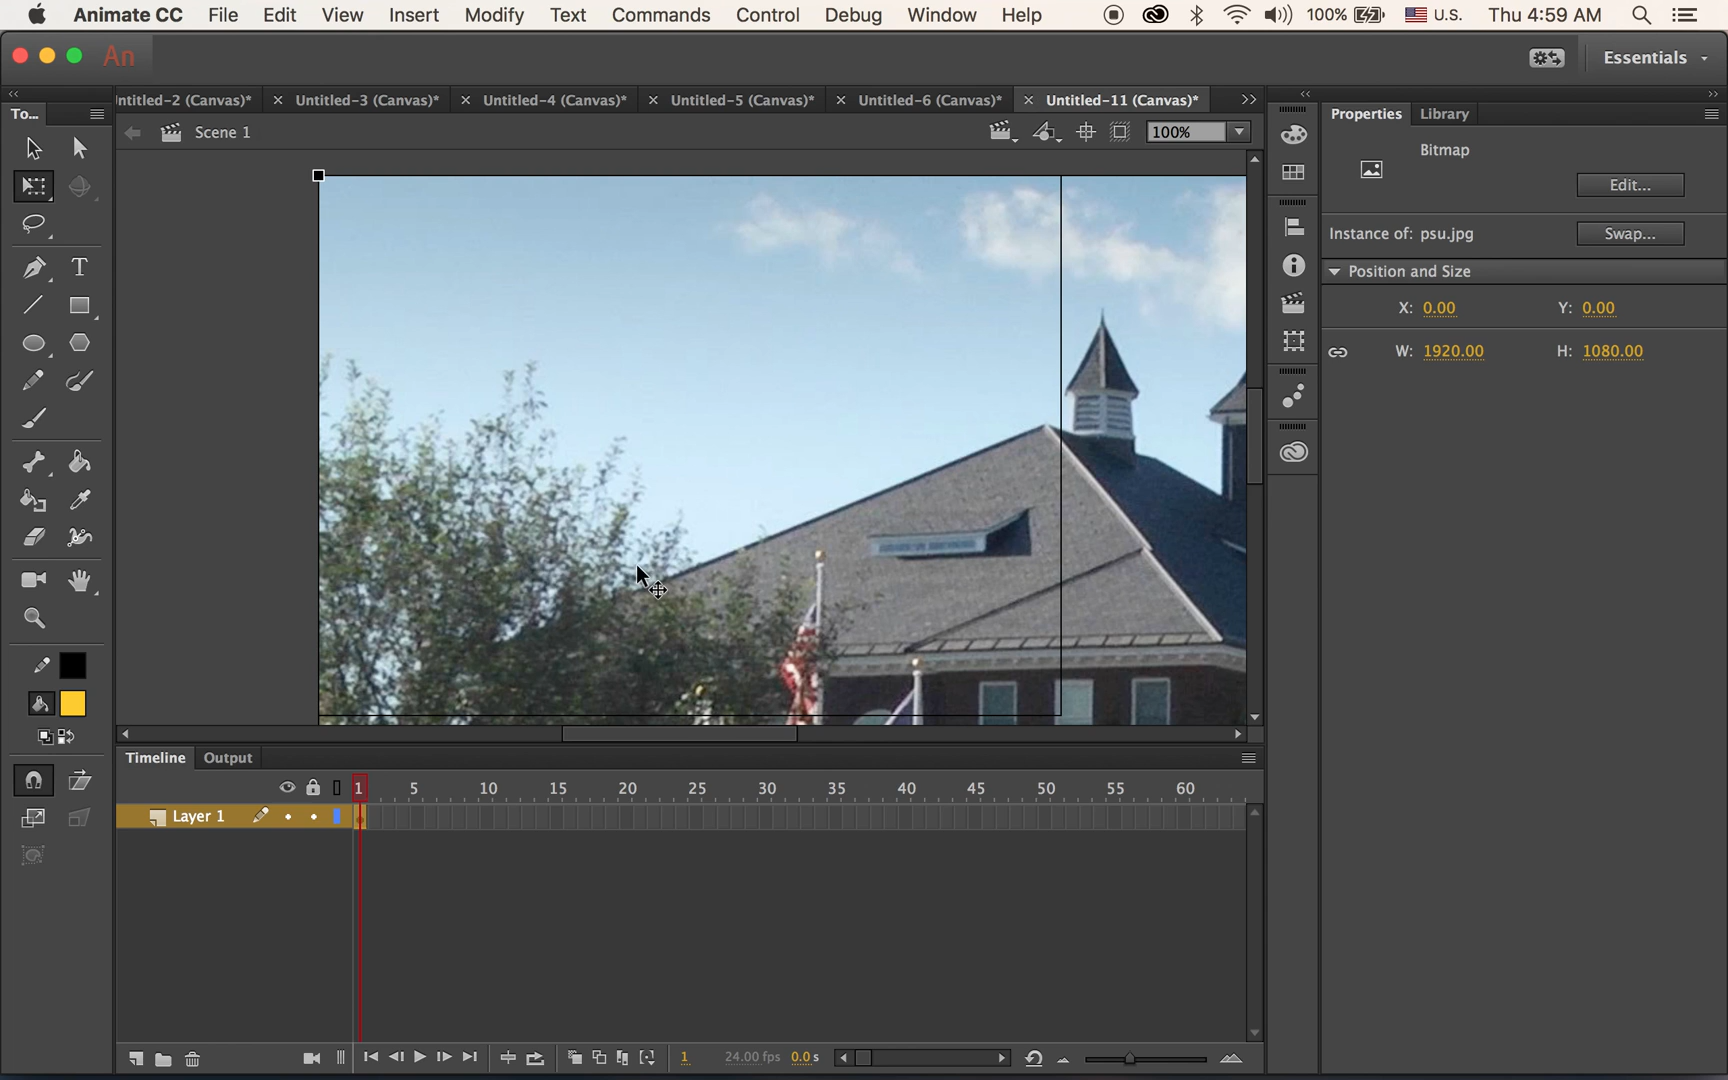 Animate CC File Edit View Insert Modify Text Commands Control Debug Window Help 100% U.S. Thu 4:59 AM
An Essentials
To... ntitled-2 (Canvas)* Untitled-3 (Canvas)* Untitled-4 (Canvas)* Untitled-5 (Canvas)* Untitled-6 (Canvas)* Untitled-11 (Canvas)* Properties Library
Scene 1 100%
Bitmap
Edit...
Instance of: psu.jpg Swap...
Position and Size
X: 0.00 Y: 0.00
W: 1920.00 H: 1080.00
T
Timeline Output
1 5 10 15 20 25 30 35 40 45 50 55 60
Layer 1
1 24.00 fps 0.0 s